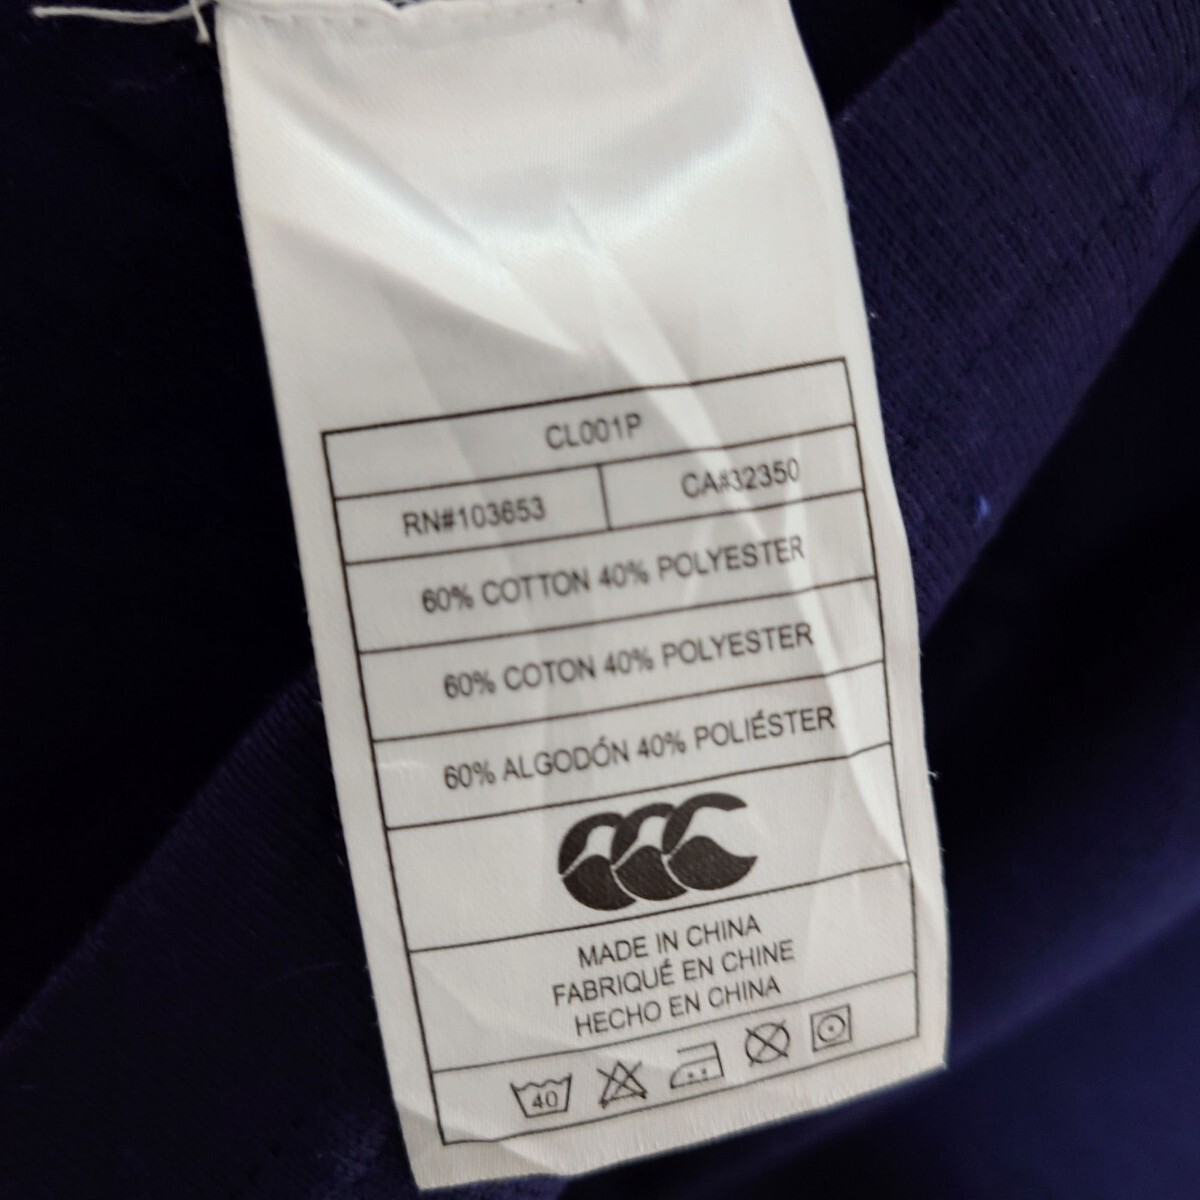 CL001P
RN#103653 CA#32350
60% COTTON 40% POLYESTER
60% COTON 40% POLYESTER
60% ALGODÓN 40% POLIÉSTER
MADE IN CHINA
FABRIQUÉ EN CHINE
HECHO EN CHINA
40